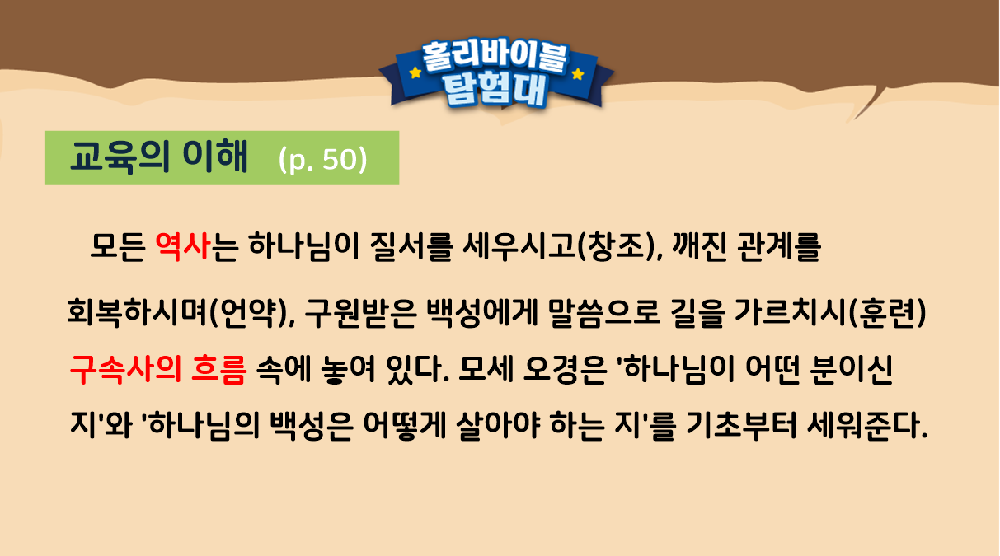 홀리바이블
탐험대
교육의 이해 (p. 50)
모든 역사는 하나님이 질서를 세우시고(창조), 깨진 관계를
회복하시며(언약), 구원받은 백성에게 말씀으로 길을 가르치시(훈련)
구속사의 흐름 속에 놓여 있다. 모세 오경은 '하나님이 어떤 분이신
지'와 '하나님의 백성은 어떻게 살아야 하는 지'를 기초부터 세워준다.